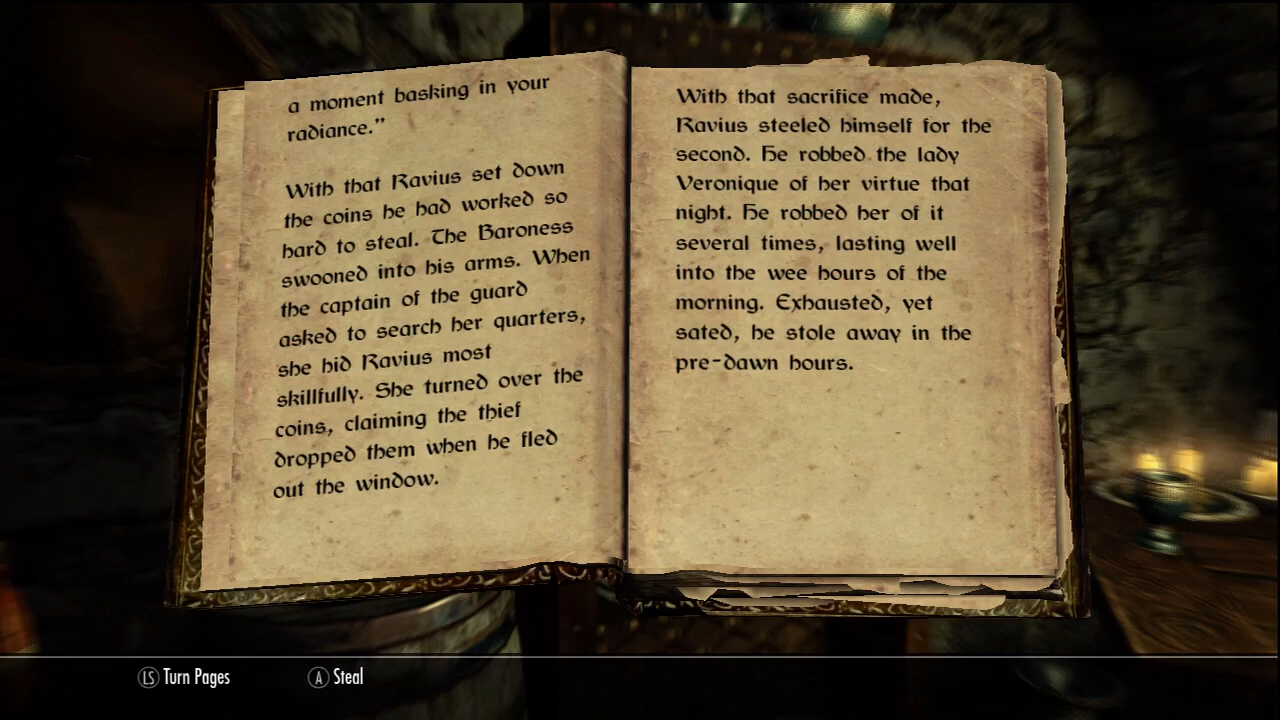 a moment basking in your
radiance."
With that Ravius set down
the coins he had worked so
hard to steal. The Baroness
swooned into his arms. When
the captain of the guard
asked to search her quarters,
she hid Ravius most
skillfully. She turned over the
coins, claiming the thief
dropped them when he fled
out the window.
With that sacrifice made,
Ravius steeled himself for the
second. He robbed the lady
Veronique of her virtue that
night. He robbed her of it
several times, lasting well
into the wee hours of the
morning. Exhausted, yet
sated, he stole away in the
pre-dawn hours.
LS Turn Pages
A Steal